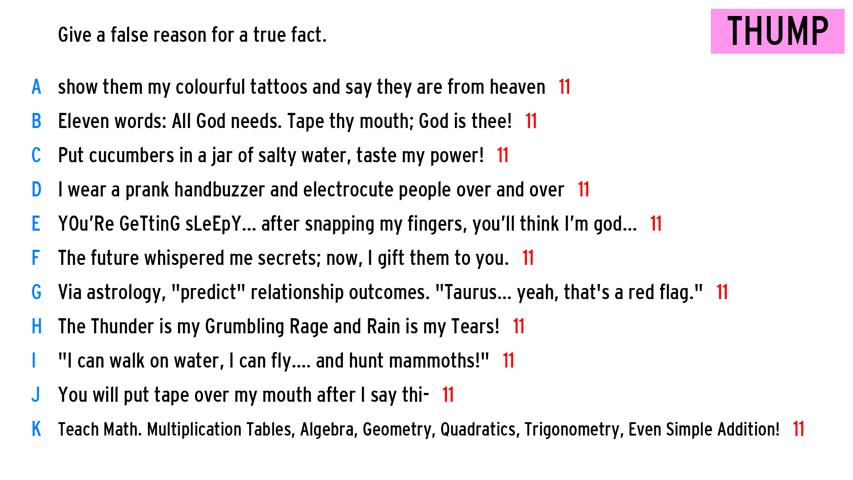 Give a false reason for a true fact.
THUMP
A show them my colourful tattoos and say they are from heaven 11
B Eleven words: All God needs. Tape thy mouth; God is thee! 11
C Put cucumbers in a jar of salty water, taste my power! 11
D I wear a prank handbuzzer and electrocute people over and over 11
E YOu'Re GeTtinG sLeEpY... after snapping my fingers, you'll think I'm god... 11
F The future whispered me secrets; now, I gift them to you. 11
G Via astrology, "predict" relationship outcomes. "Taurus... yeah, that's a red flag." 11
H The Thunder is my Grumbling Rage and Rain is my Tears! 11
I "I can walk on water, I can fly.... and hunt mammoths!" 11
J You will put tape over my mouth after I say thi- 11
K Teach Math. Multiplication Tables, Algebra, Geometry, Quadratics, Trigonometry, Even Simple Addition! 11